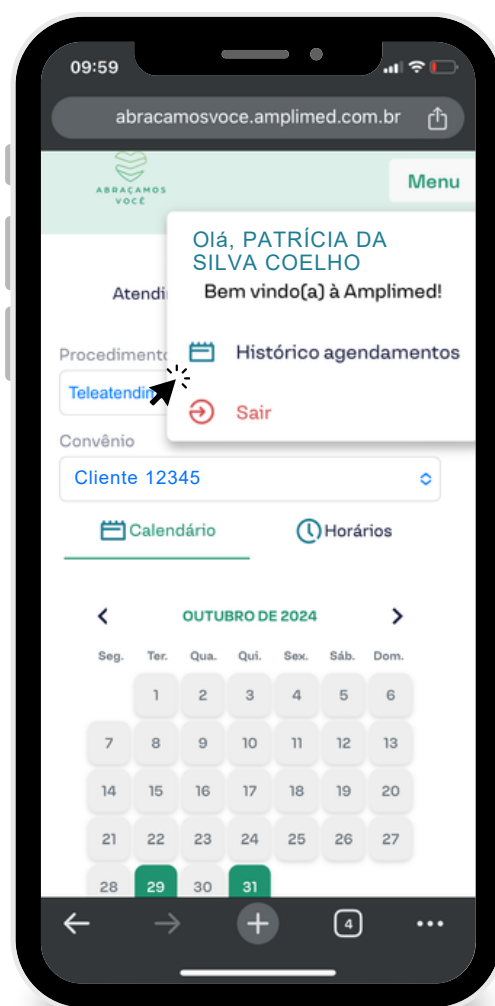 09:59
abracamosvoce.amplimed.com.br
ABRAÇAMOS
VOCÊ
Menu
Olá, PATRÍCIA DA
SILVA COELHO
Bem vindo(a) à Amplimed!
Atendi
Procedimento
Histórico agendamentos
Teleatendim
Sair
Convênio
Cliente 12345
Calendário
Horários
OUTUBRO DE 2024
Seg. Ter. Qua. Qui. Sex. Sáb. Dom.
1 2 3 4 5 6
7 8 9 10 11 12 13
14 15 16 17 18 19 20
21 22 23 24 25 26 27
28 29 30 31
4